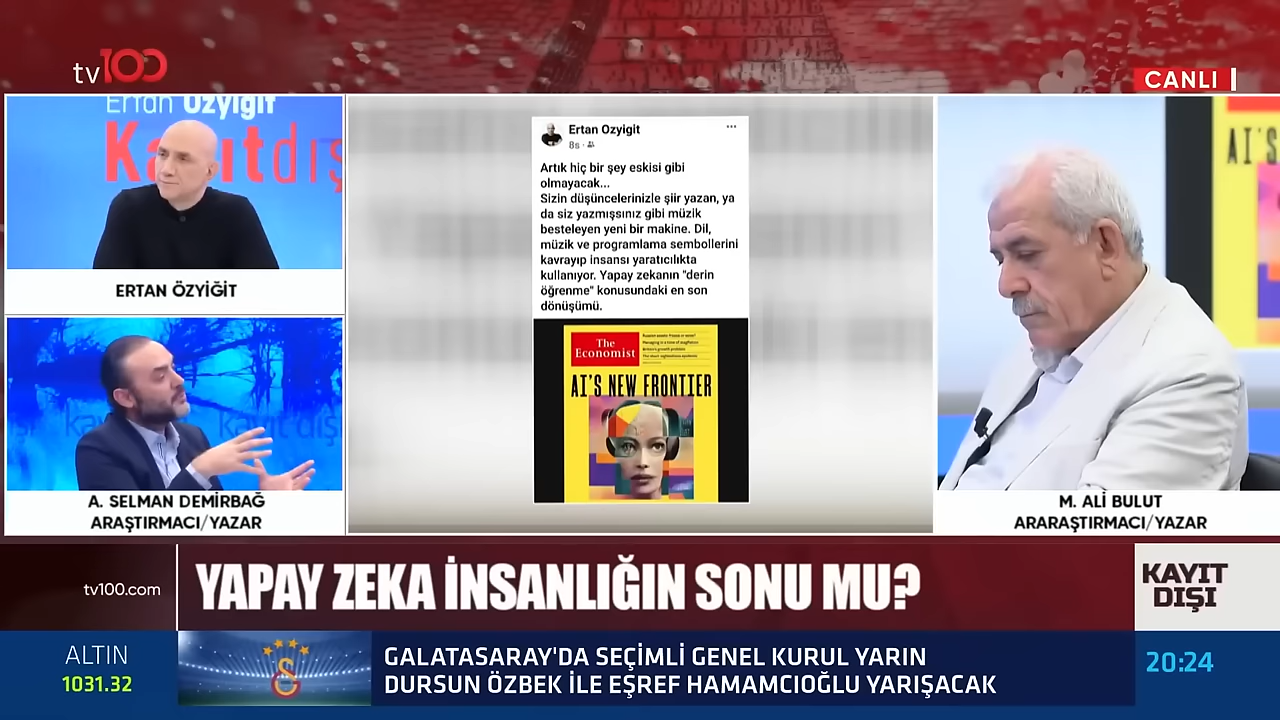 tv100
CANLI
Ertan Özyiğit
Kayıtdış
ERTAN ÖZYİĞİT
kayıt dışı
A. SELMAN DEMİRBAĞ
ARAŞTIRMACI/YAZAR
Ertan Ozyigit
8s
Artık hiç bir şey eskisi gibi
olmayacak...
Sizin düşüncelerinizle şiir yazan, ya
da siz yazmışsınız gibi müzik
besteleyen yeni bir makine. Dil,
müzik ve programlama sembollerini
kavrayıp insansı yaratıcılıkta
kullanıyor. Yapay zekanın "derin
öğrenme" konusundaki en son
dönüşümü.
The
Economist
AI'S NEW FRONTIER
AI'S
M. ALİ BULUT
ARARAŞTIRMACI/YAZAR
tv100.com
YAPAY ZEKA İNSANLIĞIN SONU MU?
KAYIT
DIŞI
ALTIN
1031.32
GALATASARAY'DA SEÇİMLİ GENEL KURUL YARIN
DURSUN ÖZBEK İLE EŞREF HAMAMCIOĞLU YARIŞACAK
20:24